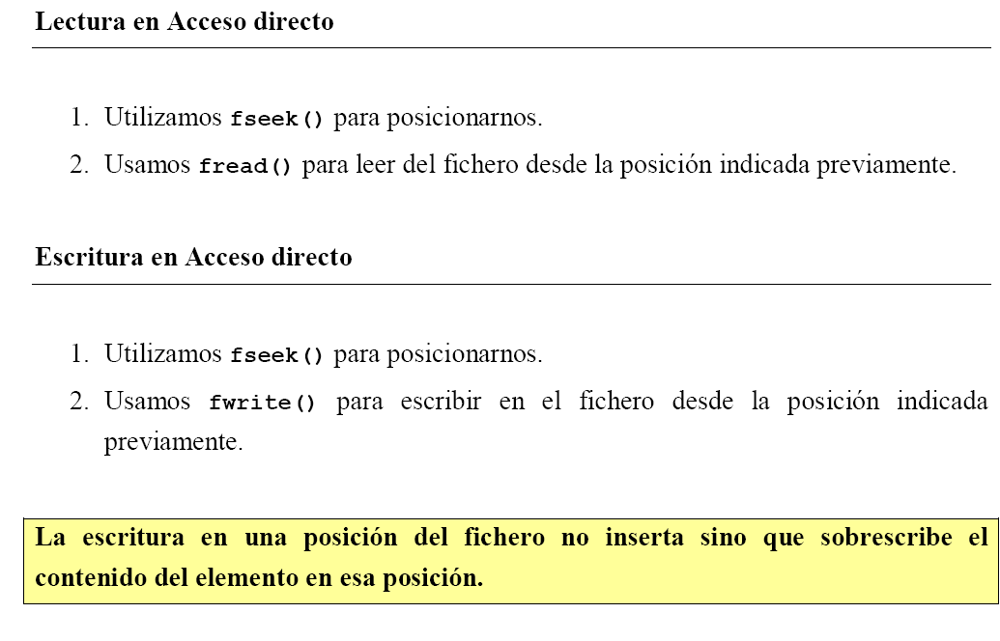 Lectura en Acceso directo
1. Utilizamos fseek() para posicionarnos.
2. Usamos fread() para leer del fichero desde la posición indicada previamente.
Escritura en Acceso directo
1. Utilizamos fseek() para posicionarnos.
2. Usamos fwrite() para escribir en el fichero desde la posición indicada
previamente.
La escritura en una posición del fichero no inserta sino que sobrescribe el
contenido del elemento en esa posición.